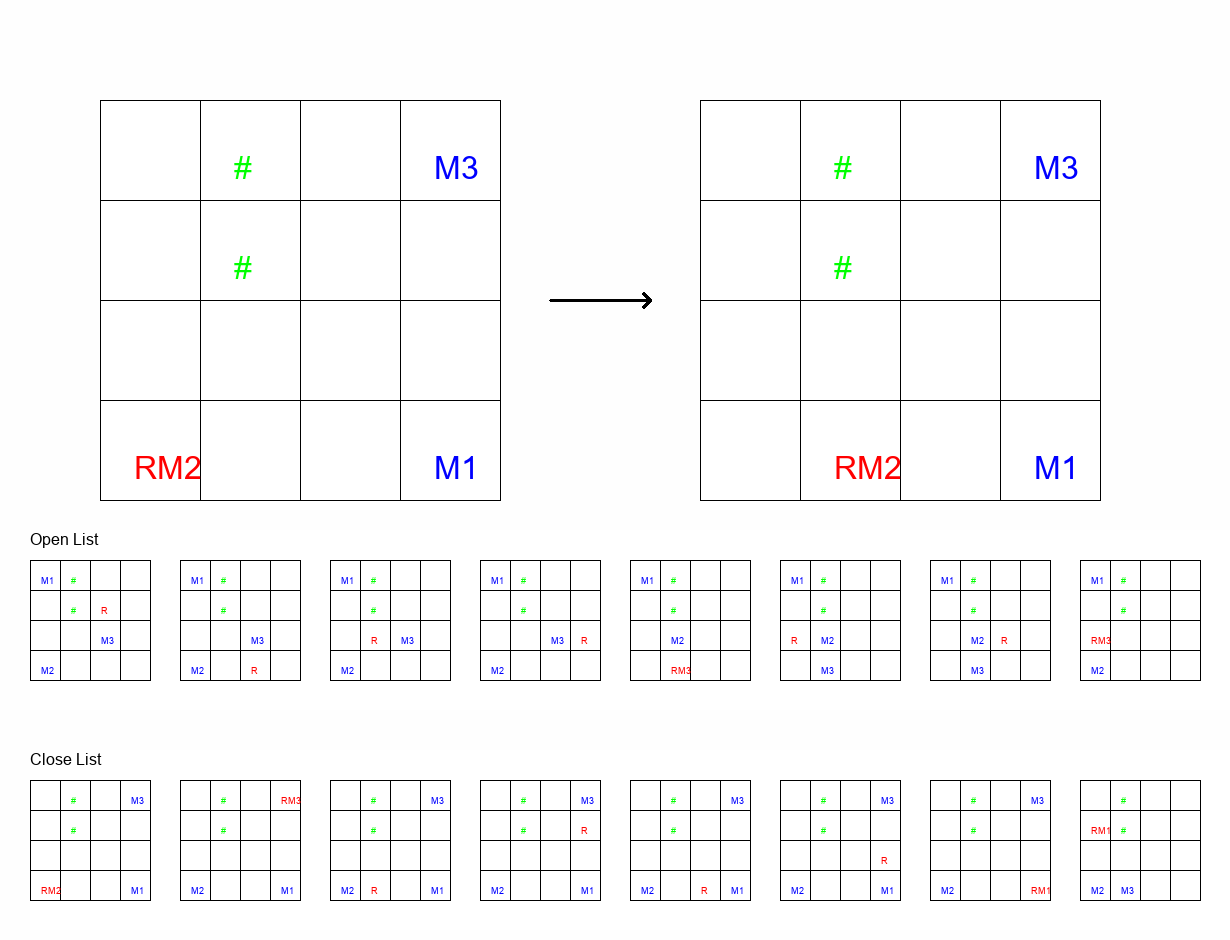 # M3 # M3
# #
RM2 M1 RM2 M1
Open List
M1 # M1 # M1 # M1 # M1 # M1 # M1 # M1 #
# R # # # # # # #
M3 M3 R M3 M3 R M2 R M2 M2 R RM3
M2 M2 R M2 M2 RM3 M3 M3 M2
Close List
# M3 # RM3 # M3 # M3 # M3 # M3 # M3 #
# # # # R # # # RM1 #
R
RM2 M1 M2 M1 M2 R M1 M2 M1 M2 R M1 M2 M1 M2 RM1 M2 M3